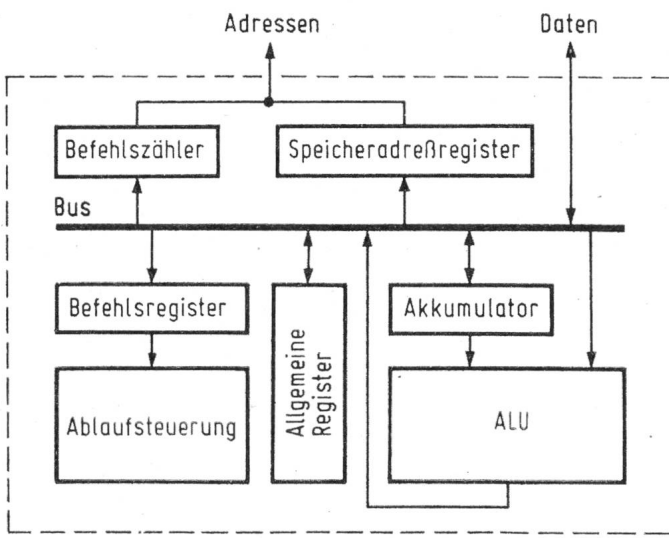 Adressen
Daten
Befehlszähler
Speicheradreßregister
Bus
Befehlsregister
Akkumulator
Allgemeine
Register
Ablaufsteuerung
ALU